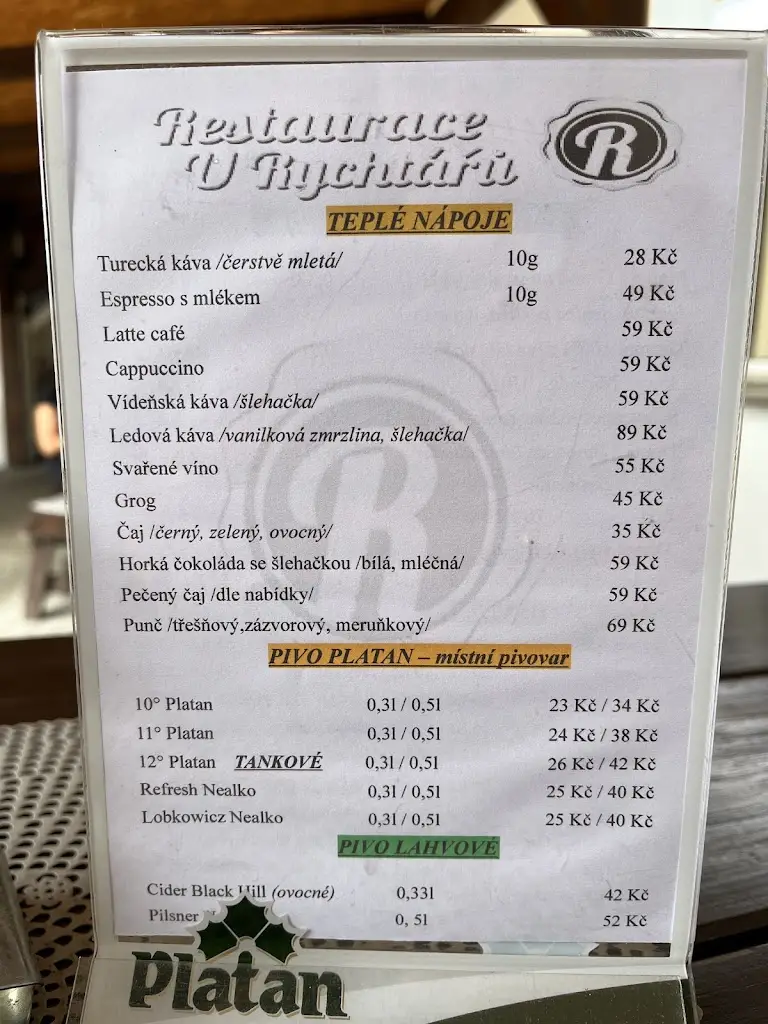 Restaurace
U Rychtářů
R
TEPLÉ NÁPOJE
Turecká káva /čerstvě mletá/ 10g 28 Kč
Espresso s mlékem 10g 49 Kč
Latte café 59 Kč
Cappuccino 59 Kč
Vídeňská káva /šlehačka/ 59 Kč
Ledová káva /vanilková zmrzlina, šlehačka/ 89 Kč
Svařené víno 55 Kč
Grog 45 Kč
Čaj /černý, zelený, ovocný/ 35 Kč
Horká čokoláda se šlehačkou /bílá, mléčná/ 59 Kč
Pečený čaj /dle nabídky/ 59 Kč
Punč /třešňový,zázvorový, meruňkový/ 69 Kč
PIVO PLATAN – místní pivovar
10° Platan 0,3l / 0,5l 23 Kč / 34 Kč
11° Platan 0,3l / 0,5l 24 Kč / 38 Kč
12° Platan TANKOVÉ 0,3l / 0,5l 26 Kč / 42 Kč
Refresh Nealko 0,3l / 0,5l 25 Kč / 40 Kč
Lobkowicz Nealko 0,3l / 0,5l 25 Kč / 40 Kč
PIVO LAHVOVÉ
Cider Black Hill (ovocné) 0,33l 42 Kč
Pilsner 0, 5l 52 Kč
Platan